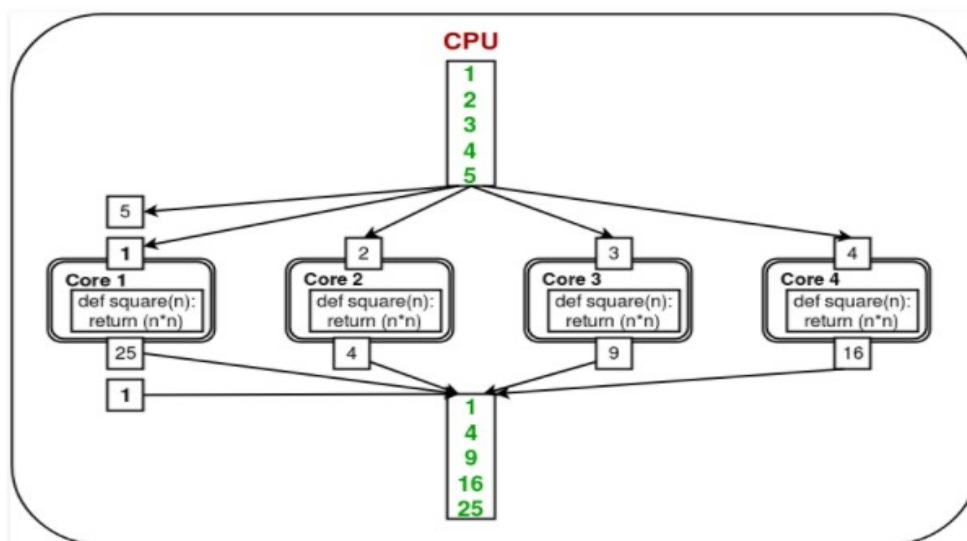 CPU
1
2
3
4
5
5
1
2
3
4
Core 1
def square(n):
return (n*n)
Core 2
def square(n):
return (n*n)
Core 3
def square(n):
return (n*n)
Core 4
def square(n):
return (n*n)
25
4
9
16
1
1
4
9
16
25